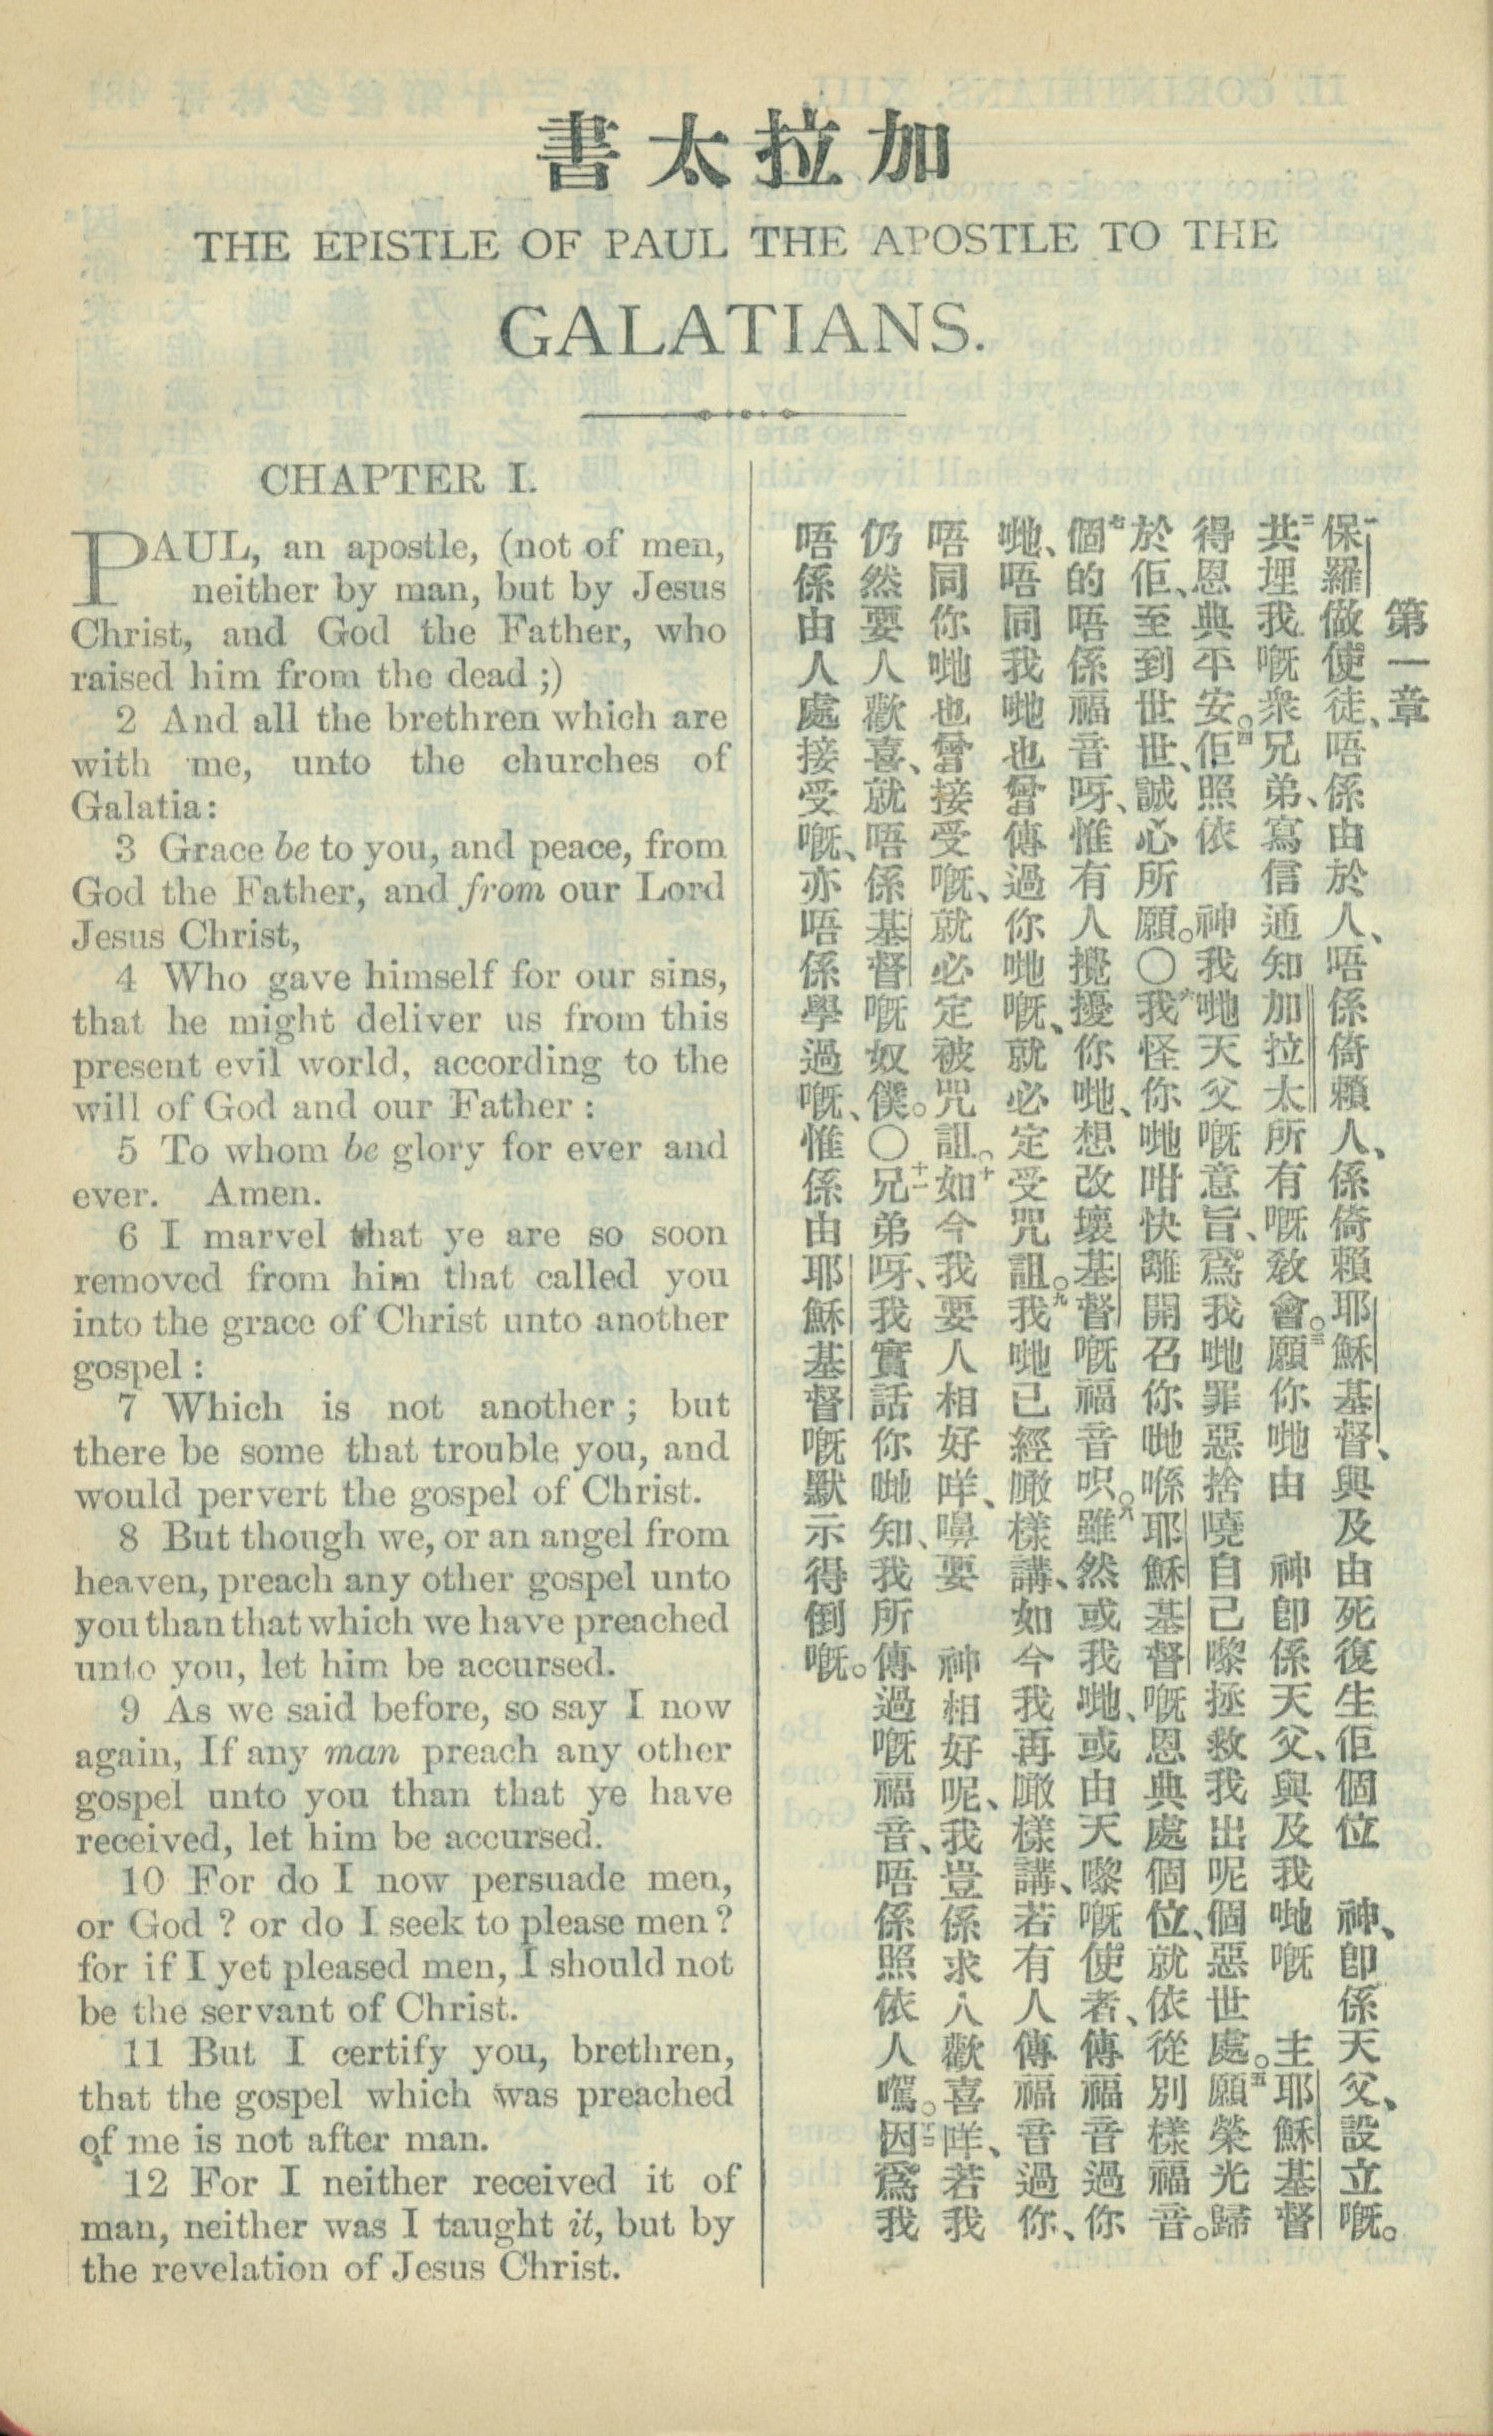 加拉太書
THE EPISTLE OF PAUL THE APOSTLE TO THE
GALATIANS.
CHAPTER I.
PAUL, an apostle, (not of men,
neither by man, but by Jesus
Christ, and God the Father, who
raised him from the dead ;)
2 And all the brethren which are
with me, unto the churches of
Galatia:
3 Grace be to you, and peace, from
God the Father, and from our Lord
Jesus Christ,
4 Who gave himself for our sins,
that he might deliver us from this
present evil world, according to the
will of God and our Father :
5 To whom be glory for ever and
ever. Amen.
6 I marvel that ye are so soon
removed from him that called you
into the grace of Christ unto another
gospel :
7 Which is not another ; but
there be some that trouble you, and
would pervert the gospel of Christ.
8 But though we, or an angel from
heaven, preach any other gospel unto
you than that which we have preached
unto you, let him be accursed.
9 As we said before, so say I now
again, If any man preach any other
gospel unto you than that ye have
received, let him be accursed.
10 For do I now persuade men,
or God ? or do I seek to please men ?
for if I yet pleased men, I should not
be the servant of Christ.
11 But I certify you, brethren,
that the gospel which was preached
of me is not after man.
12 For I neither received it of
man, neither was I taught it, but by
the revelation of Jesus Christ.
第一章
一保羅做使徒、唔係由於人、唔係倚賴人、係倚賴耶穌基督、與及由死復生佢個位 神、卽係天父、設立嘅。
二共埋我嘅衆兄弟、寫信通知加拉太所有嘅敎會。三願你哋由 神卽係天父、與及我哋嘅 主耶穌基督
得恩典平安。四佢照依 神我哋天父嘅意旨、爲我哋罪惡捨嘵自己嚟拯救我出呢個惡世處。五願榮光歸
於佢、至到世世、誠心所願。〇六我怪你哋咁快離開召你哋喺耶穌基督嘅恩典處個位、就依從別樣福音。
七個的唔係福音呀、惟有人攪擾你哋、想改壞基督嘅福音呮。八雖然或我哋、或由天處嚟嘅使者、傳福音過你
哋、唔同我哋也曾傳過你哋嘅、就必定受咒詛。九我哋已經噉樣講、如今我再噉樣講、若有人傳福音過你、
唔同你哋也曾接受嘅、就必定被咒詛。十如今我要人相好咩、嚊要 神相好呢、我豈係求人歡喜咩、若我
仍然要人歡喜、就唔係基督嘅奴僕。〇十一兄弟呀、我實話你哋知、我所傳過嘅福音、唔係照依人𡃤。十二因爲我
唔係由人處接受嘅、亦唔係學過嘅、惟係由耶穌基督嘅默示得倒嘅。